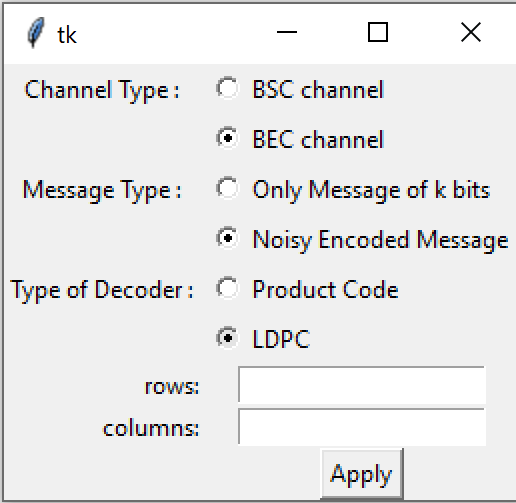 tk
Channel Type : BSC channel
BEC channel
Message Type : Only Message of k bits
Noisy Encoded Message
Type of Decoder : Product Code
LDPC
rows:
columns:
Apply